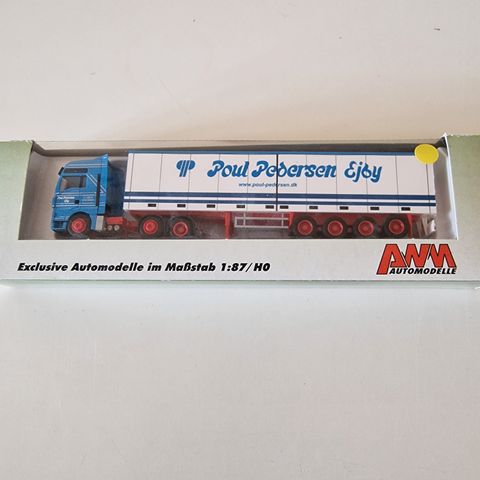 Poul Pedersen Ejby
www.poul-pedersen.dk
Exclusive Automodelle im Maßstab 1:87/H0
AWM
AUTOMODELLE